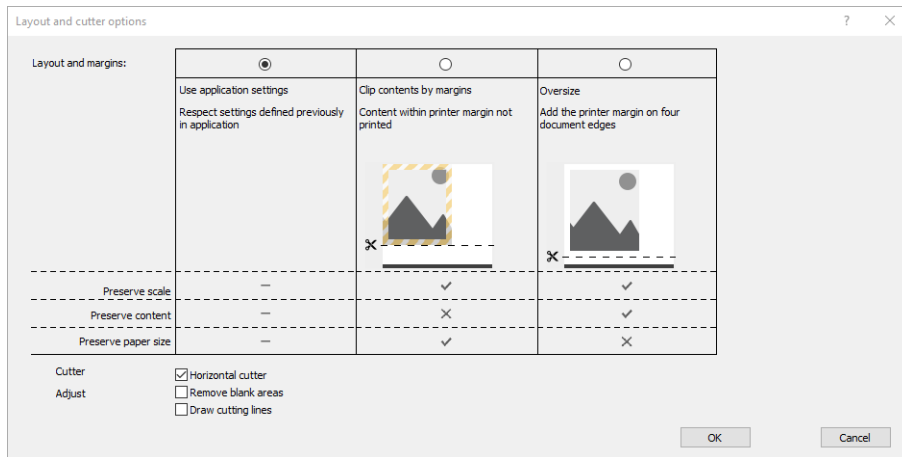 Layout and cutter options
Layout and margins:
Use application settings
Respect settings defined previously
in application
Clip contents by margins
Content within printer margin not
printed
Oversize
Add the printer margin on four
document edges
Preserve scale
Preserve content
Preserve paper size
Cutter
Horizontal cutter
Adjust
Remove blank areas
Draw cutting lines
OK
Cancel